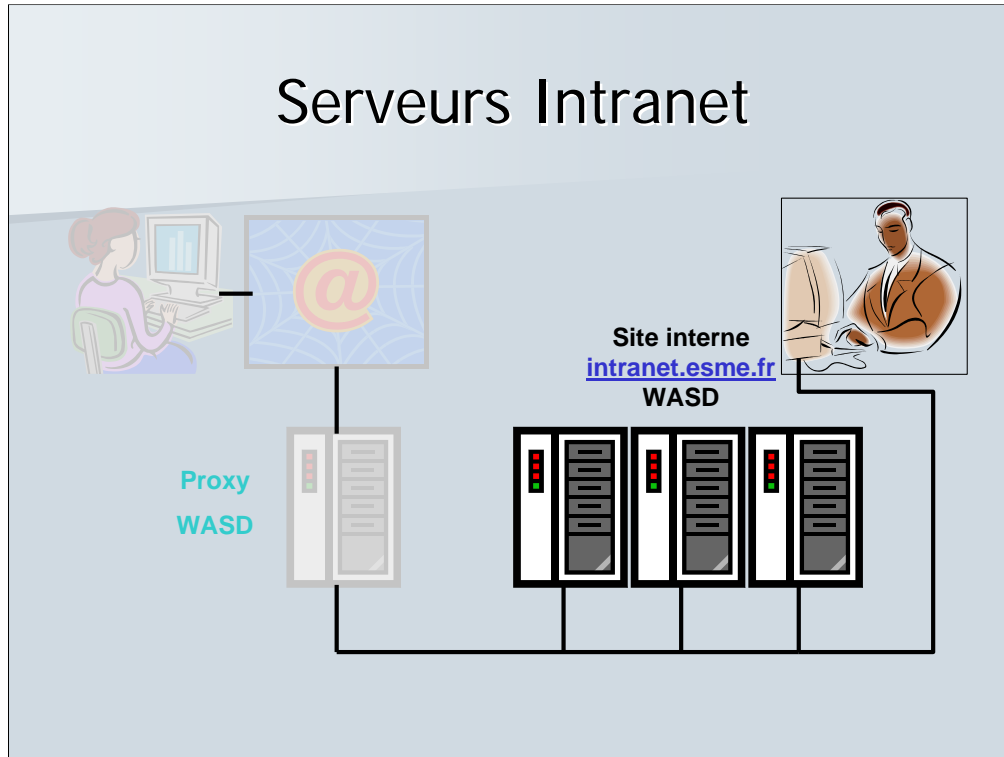 Serveurs Intranet
@
Site interne
intranet.esme.fr
WASD
Proxy
WASD